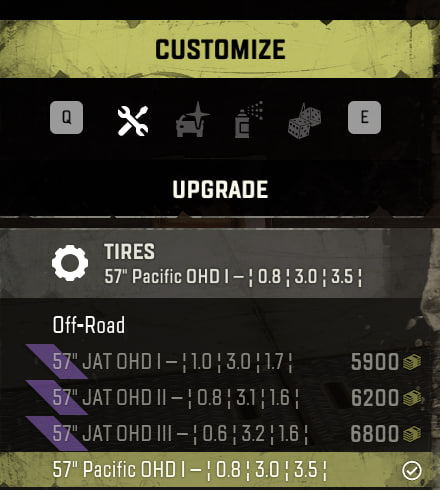 CUSTOMIZE
Q
E
UPGRADE
TIRES
57" Pacific OHD I – ¦ 0.8 ¦ 3.0 ¦ 3.5 ¦
Off-Road
57" JAT OHD I – ¦ 1.0 ¦ 3.0 ¦ 1.7 ¦ 5900
57" JAT OHD II – ¦ 0.8 ¦ 3.1 ¦ 1.6 ¦ 6200
57" JAT OHD III – ¦ 0.6 ¦ 3.2 ¦ 1.6 ¦ 6800
57" Pacific OHD I – ¦ 0.8 ¦ 3.0 ¦ 3.5 ¦